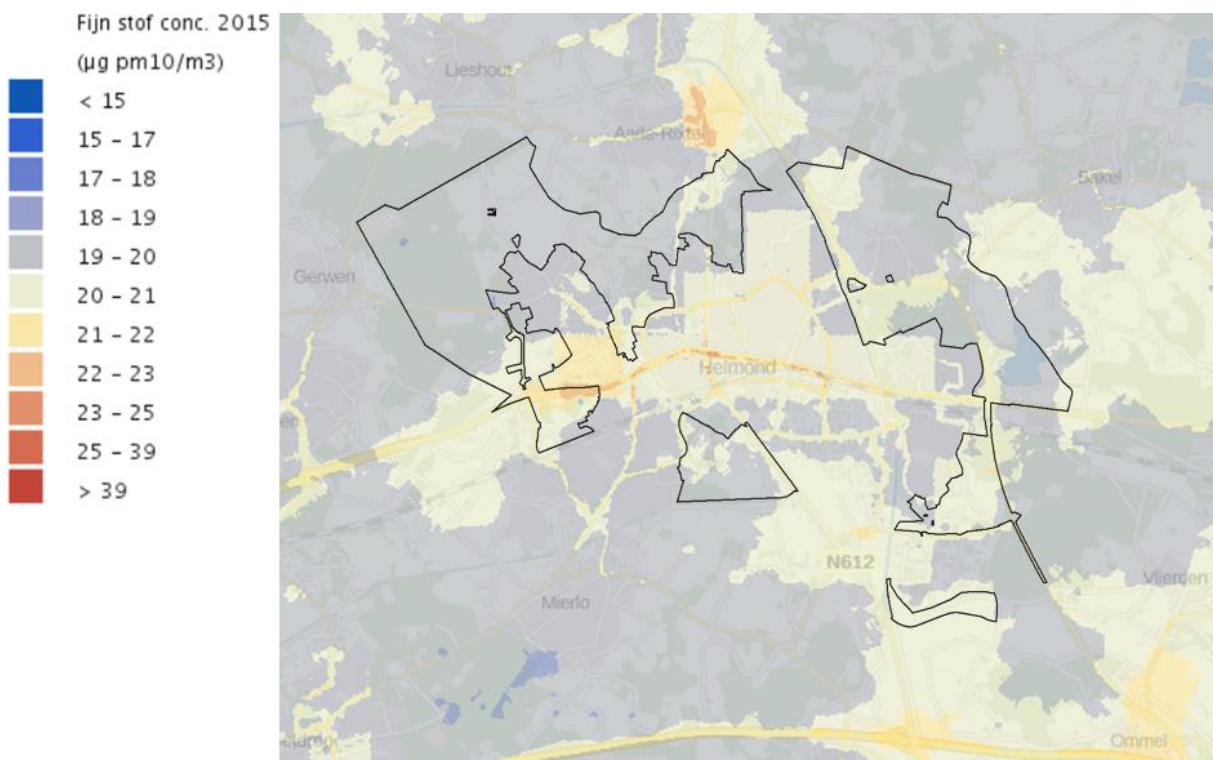 Fijn stof conc. 2015
(µg pm10/m3)
< 15
15 – 17
17 – 18
18 – 19
19 – 20
20 – 21
21 – 22
22 – 23
23 – 25
25 – 39
> 39
Lieshout
Aarle-Rixtel
Bakel
Gerwen
Helmond
N612
Vlierden
Mierlo
Ommel